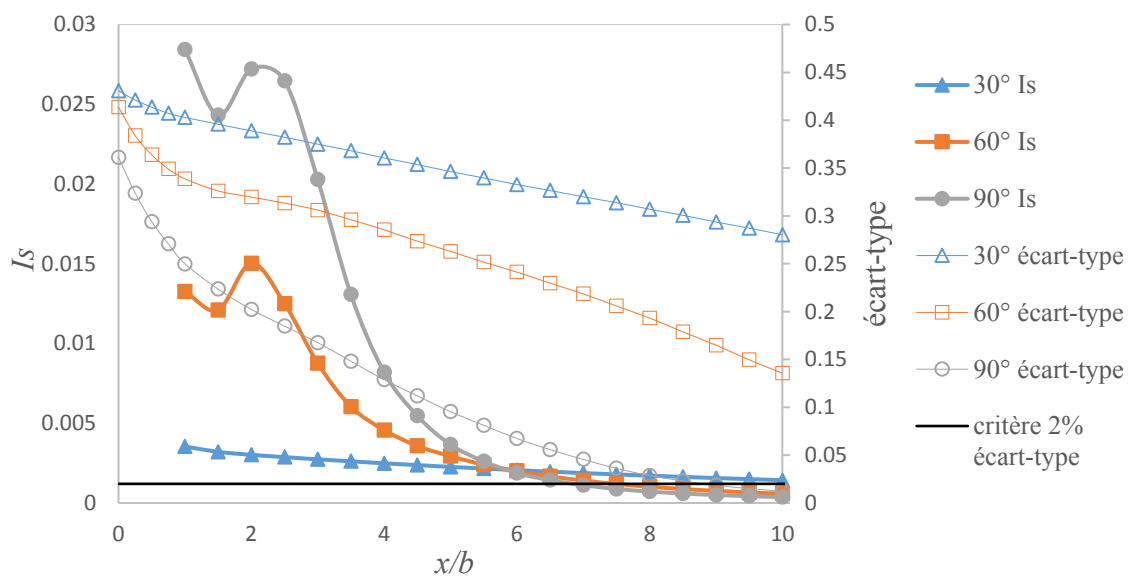 0.03
0.025
0.02
0.015
0.01
0.005
0
Is
0.5
0.45
0.4
0.35
0.3
0.25
0.2
0.15
0.1
0.05
0
écart-type
0
2
4
6
8
10
x/b
30° Is
60° Is
90° Is
30° écart-type
60° écart-type
90° écart-type
critère 2%
écart-type